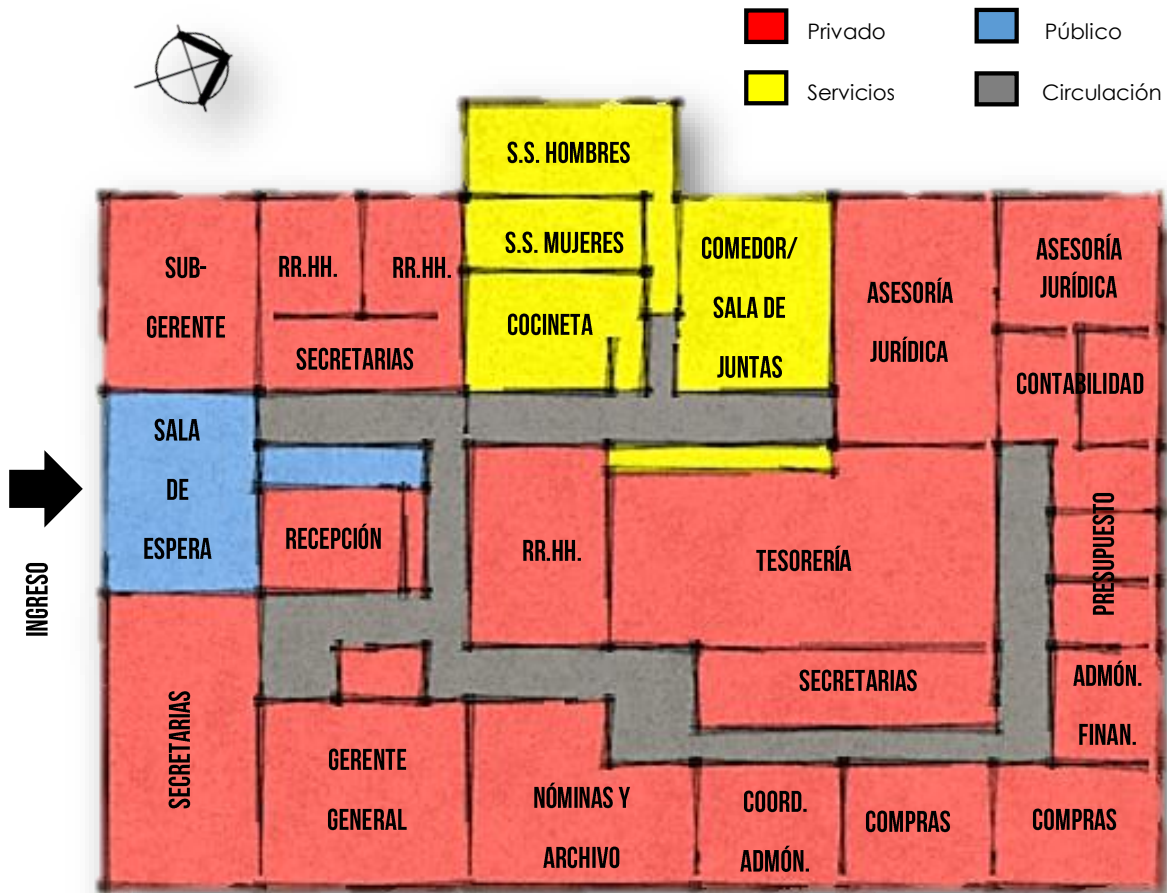 Privado
Público
Servicios
Circulación
S.S. HOMBRES
S.S. MUJERES
COCINETA
COMEDOR/
SALA DE
JUNTAS
SUB-
GERENTE
RR.HH.
RR.HH.
SECRETARIAS
ASESORÍA
JURÍDICA
ASESORÍA
JURÍDICA
CONTABILIDAD
SALA
DE
ESPERA
INGRESO
RECEPCIÓN
RR.HH.
TESORERÍA
PRESUPUESTO
SECRETARIAS
ADMÓN.
FINAN.
SECRETARIAS
GERENTE
GENERAL
NÓMINAS Y
ARCHIVO
COORD.
ADMÓN.
COMPRAS
COMPRAS